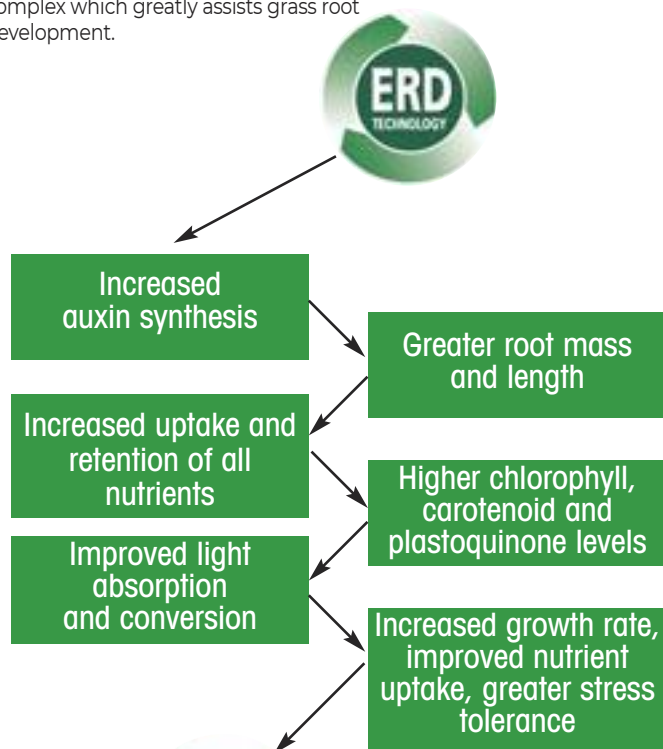 omplex which greatly assists grass root
evelopment.
ERD
TECHNOLOGY
Increased
auxin synthesis
Greater root mass
and length
Increased uptake and
retention of all
nutrients
Higher chlorophyll,
carotenoid and
plastoquinone levels
Improved light
absorption
and conversion
Increased growth rate,
improved nutrient
uptake, greater stress
tolerance